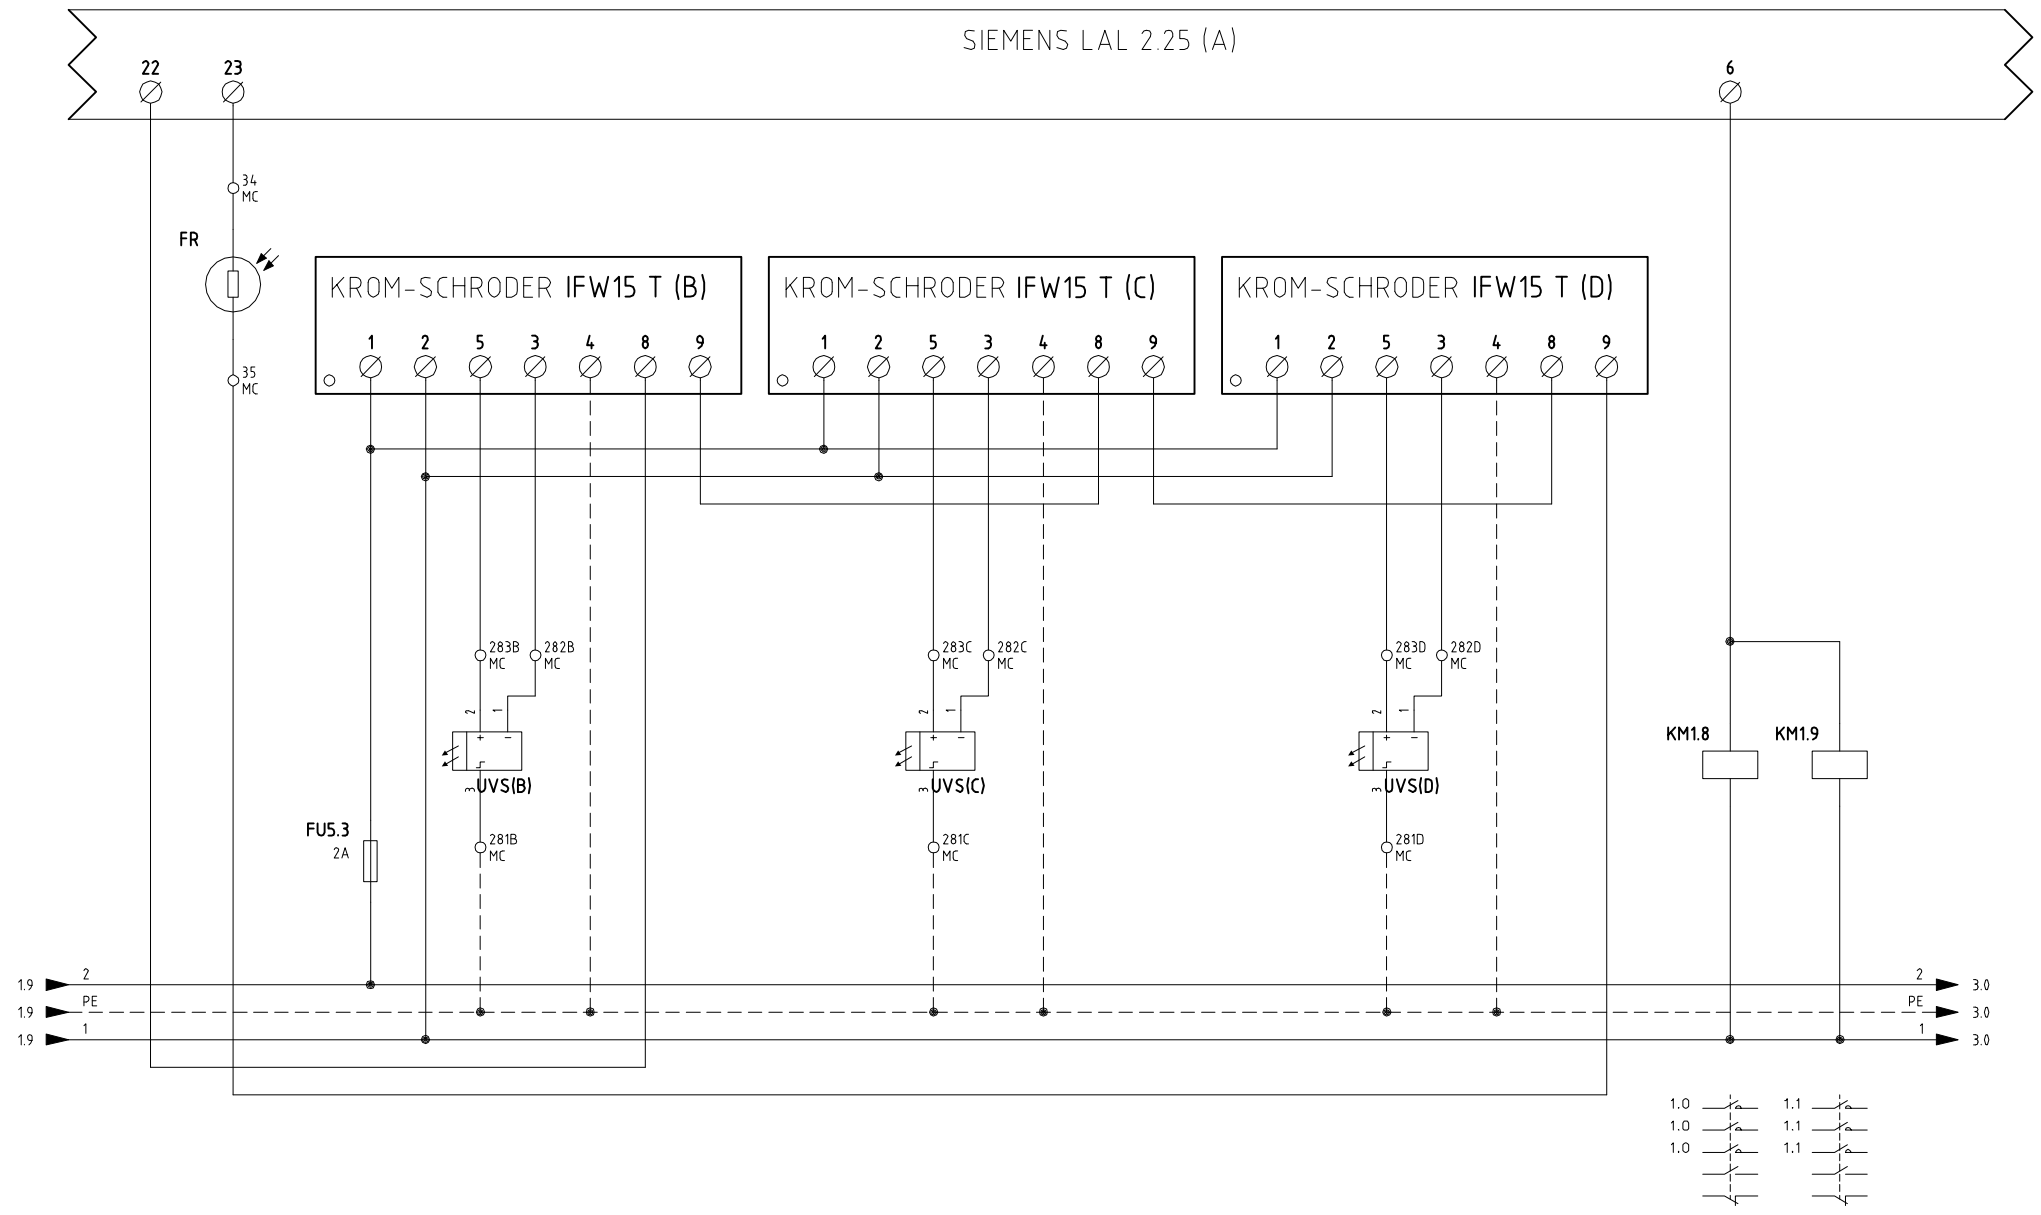 SIEMENS LAL 2.25 (A)
22 23 6
34
MC
FR
KROM-SCHRODER IFW15 T (B) KROM-SCHRODER IFW15 T (C) KROM-SCHRODER IFW15 T (D)
1 2 5 3 4 8 9 1 2 5 3 4 8 9 1 2 5 3 4 8 9
35
MC
283B 282B 283C 282C 283D 282D
MC MC MC MC MC MC
2 1 2 1 2 1
KM1.8 KM1.9
+ - + - + -
3 UVS(B) 3 UVS(C) 3 UVS(D)
FU5.3
2A
281B 281C 281D
MC MC MC
2 2
1.9 3.0
PE PE
1.9 3.0
1 1
1.9 3.0
1.0 1.1
1.0 1.1
1.0 1.1